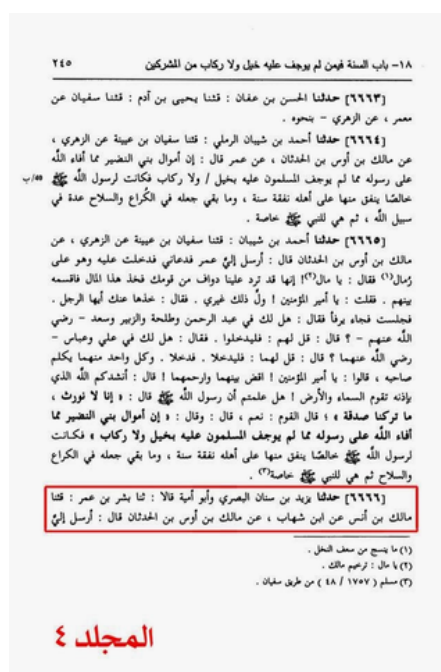 ١٨- باب السنة فيمن لم يوجف عليه خيل ولا ركاب من المشركين ٢٤٥
[٦٦٦٣] حدثنا الحسن بن عفان : قثنا يحيى بن آدم : قثنا سفيان عن
معمر ، عن الزهري - بنحوه .
[٦٦٦٤] حدثنا أحمد بن شيبان الرملي : قثنا سفيان بن عيينة عن الزهري ،
عن مالك بن أوس بن الحدثان ، عن عمر قال : إن أموال بني النضير مما أفاء اللَّه
على رسوله مما لم يوجف المسلمون عليه بخيل / ولا ركاب فكانت لرسول اللَّه ﷺ
خالصًا ينفق منها على أهله نفقة سنة ، وما بقي جعله في الكُراع والسلاح عدة في
سبيل اللَّه ، ثم هي للنبي ﷺ خاصة .
[٦٦٦٥] حدثنا أحمد بن شيبان : قثنا سفيان بن عيينة عن الزهري ، عن
مالك بن أوس بن الحدثان قال : أرسل إليَّ عمر فدعاني فدخلت عليه وهو على
رُمال(١) فقال : يا مال(٢)! إنها قد ترد علينا دواف من قومك فخذ هذا المال فاقسمه
بينهم . فقلت : يا أمير المؤمنين ! ولِّ ذلك غيري . فقال : خذها عنك أيها الرجل .
فجلست فجاء يرفأ فقال : هل لك في عبد الرحمن وطلحة والزبير وسعد - رضي
اللَّه عنهم - ؟ قال : قل لهم : فليدخلوا . فقال : هل لك في علي وعباس -
رضي اللَّه عنهما ؟ قال : قل لهما : فليدخلا . فدخلا . وكل واحد منهما يكلم
صاحبه ، قالوا : يا أمير المؤمنين ! اقض بينهما وارحمهما ! قال : أنشدكم اللَّه الذي
بإذنه تقوم السماء والأرض ! هل علمتم أن رسول اللَّه ﷺ قال : « إنا لا نورث ،
ما تركنا صدقة » ؛ قال القوم : نعم ، قال : وقال : « إن أموال بني النضير مما
أفاء اللَّه على رسوله مما لم يوجف المسلمون عليه بخيل ولا ركاب » فكانت
لرسول اللَّه ﷺ خالصًا ينفق منها على أهله نفقة سنة ، وما بقي جعله في الكراع
والسلاح ثم هي للنبي ﷺ خاصة(٣) .
[٦٦٦٦] حدثنا يزيد بن سنان البصري وأبو أمية قالا : ثنا بشر بن عمر : قثنا
مالك بن أنس عن ابن شهاب ، عن مالك بن أوس بن الحدثان قال : أرسل إليَّ
(١) ما ينسج من سعف النخل .
(٢) يا مال : ترخيم مالك .
(٣) مسلم ( ١٧٥٧ / ٤٨ ) من طريق سفيان .
المجلد ٤